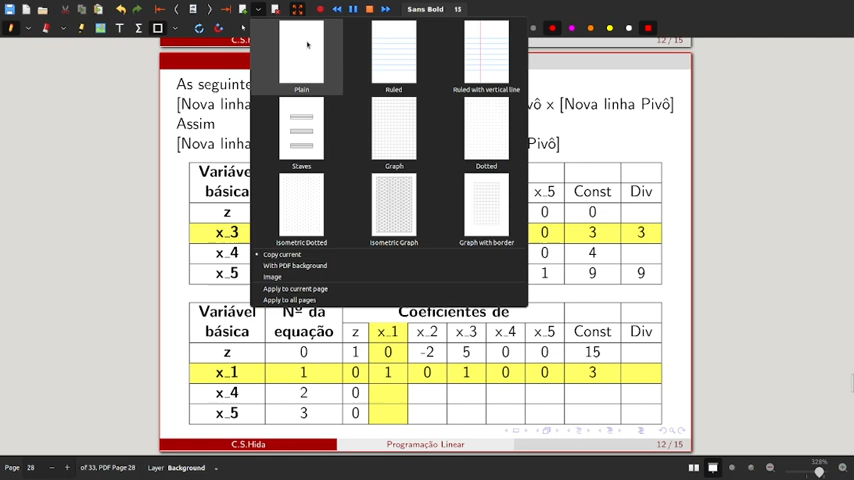 Sans Bold 15
C.S.Hida 12 / 15
As seguinte
[Nova linha vô x [Nova linha Pivô]
Assim
[Nova linha Pivô]
Plain Ruled Ruled with vertical line
Staves Graph Dotted
Isometric Dotted Isometric Graph Graph with border
Copy current
With PDF background
Image
Apply to current page
Apply to all pages
Variáve x_5 Const Div
básica
z 0 0
x_3 0 3 3
x_4 0 4
x_5 1 9 9
Variável Nº da Coeficientes de
básica equação z x_1 x_2 x_3 x_4 x_5 Const Div
z 0 1 0 -2 5 0 0 15
x_1 1 0 1 0 1 0 0 3
x_4 2 0
x_5 3 0
C.S.Hida Programação Linear 12 / 15
Page 28 - + of 33, PDF Page 28 Layer Background 328%